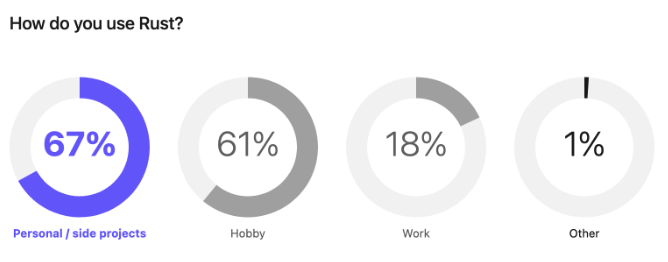 How do you use Rust?
67% 61% 18% 1%
Personal / side projects Hobby Work Other